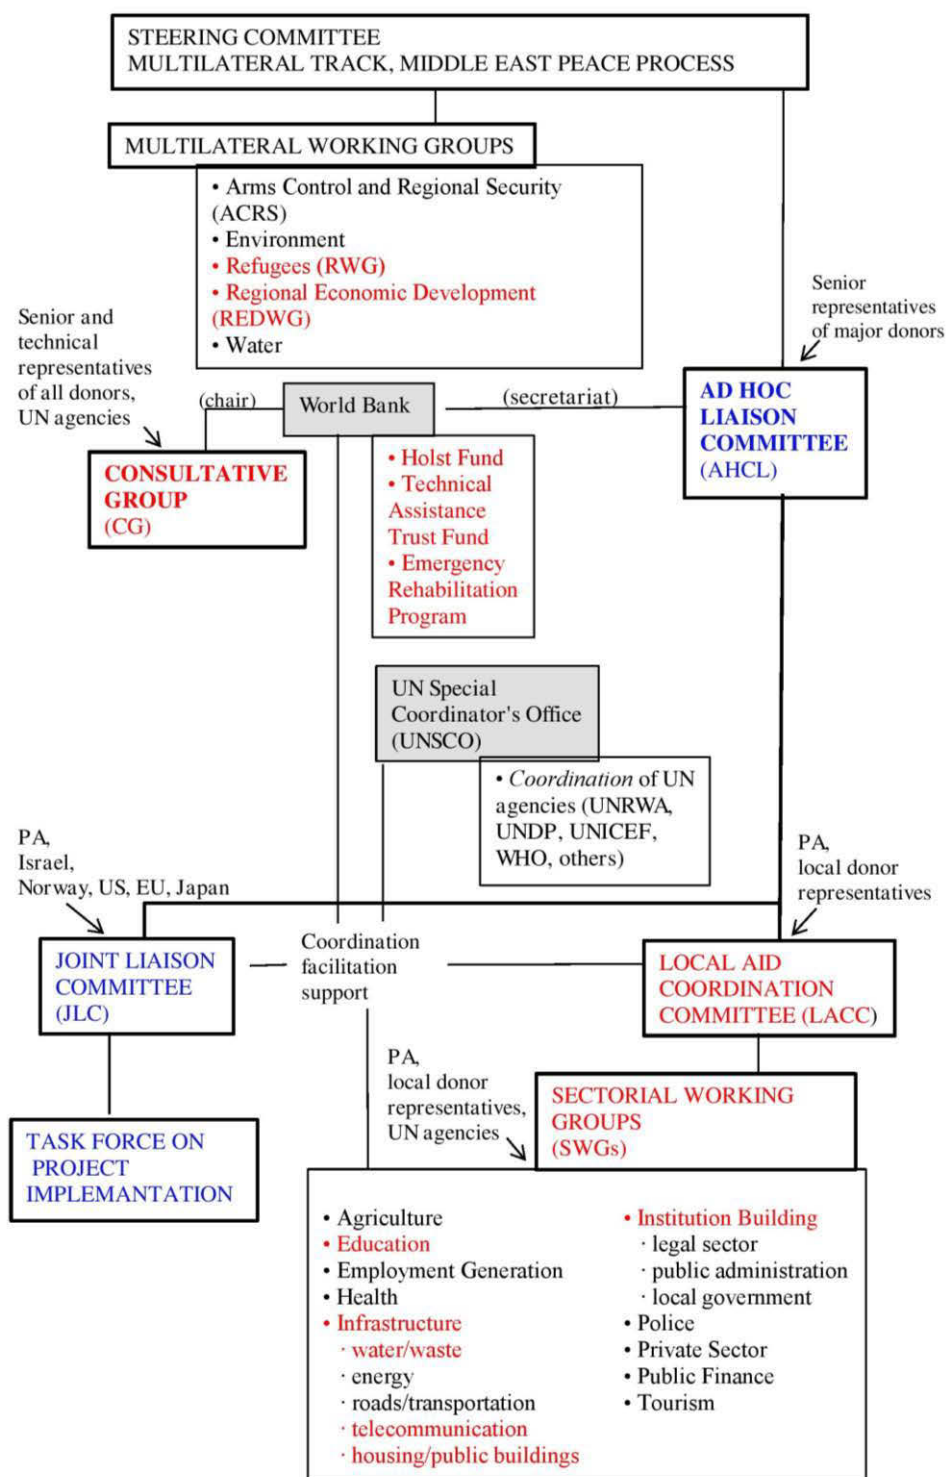 STEERING COMMITTEE
MULTILATERAL TRACK, MIDDLE EAST PEACE PROCESS
MULTILATERAL WORKING GROUPS
• Arms Control and Regional Security
(ACRS)
• Environment
• Refugees (RWG)
• Regional Economic Development
(REDWG)
• Water
Senior
representatives
of major donors
Senior and
technical
representatives
of all donors,
UN agencies
(chair)
World Bank
(secretariat)
AD HOC
LIAISON
COMMITTEE
(AHCL)
CONSULTATIVE
GROUP
(CG)
• Holst Fund
• Technical
Assistance
Trust Fund
• Emergency
Rehabilitation
Program
UN Special
Coordinator's Office
(UNSCO)
• Coordination of UN
agencies (UNRWA,
UNDP, UNICEF,
WHO, others)
PA,
Israel,
Norway, US, EU, Japan
PA,
local donor
representatives
JOINT LIAISON
COMMITTEE
(JLC)
Coordination
facilitation
support
LOCAL AID
COORDINATION
COMMITTEE (LACC)
PA,
local donor
representatives,
UN agencies
SECTORIAL WORKING
GROUPS
(SWGs)
TASK FORCE ON
PROJECT
IMPLEMANTATION
• Agriculture
• Education
• Employment Generation
• Health
• Infrastructure
· water/waste
· energy
· roads/transportation
· telecommunication
· housing/public buildings
• Institution Building
· legal sector
· public administration
· local government
• Police
• Private Sector
• Public Finance
• Tourism